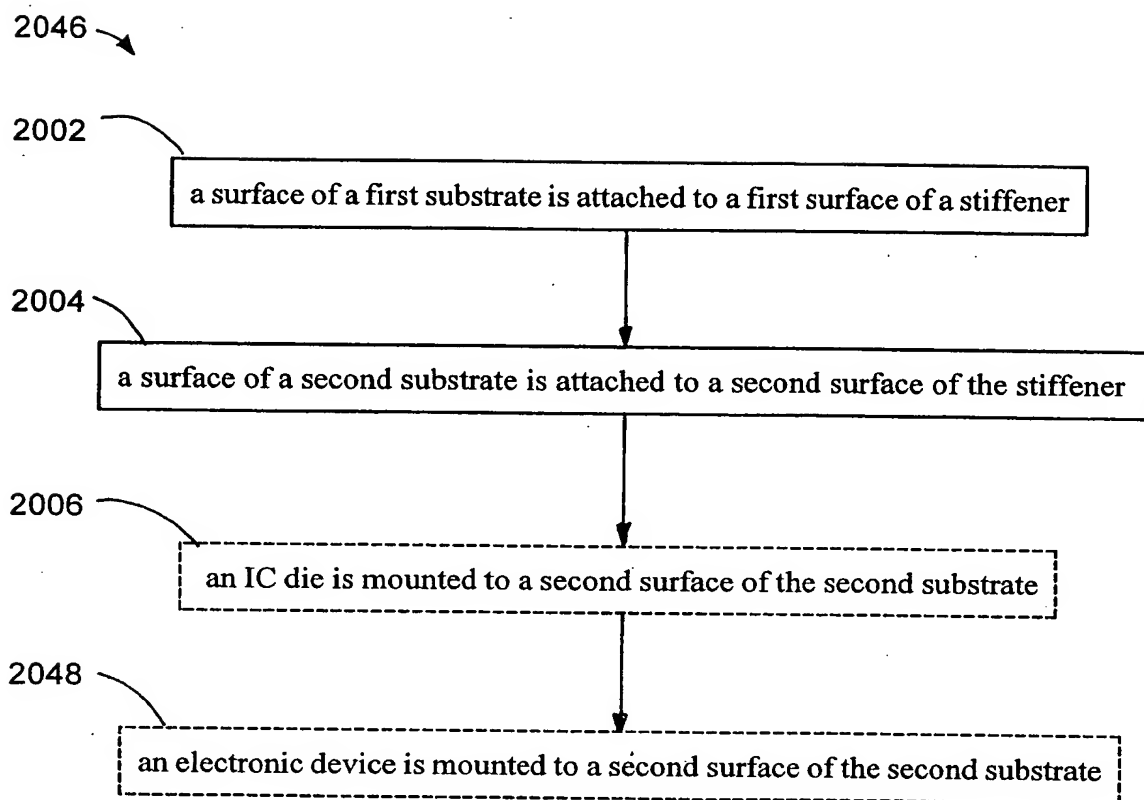 2046
2002
a surface of a first substrate is attached to a first surface of a stiffener
2004
a surface of a second substrate is attached to a second surface of the stiffener
2006
an IC die is mounted to a second surface of the second substrate
2048
an electronic device is mounted to a second surface of the second substrate